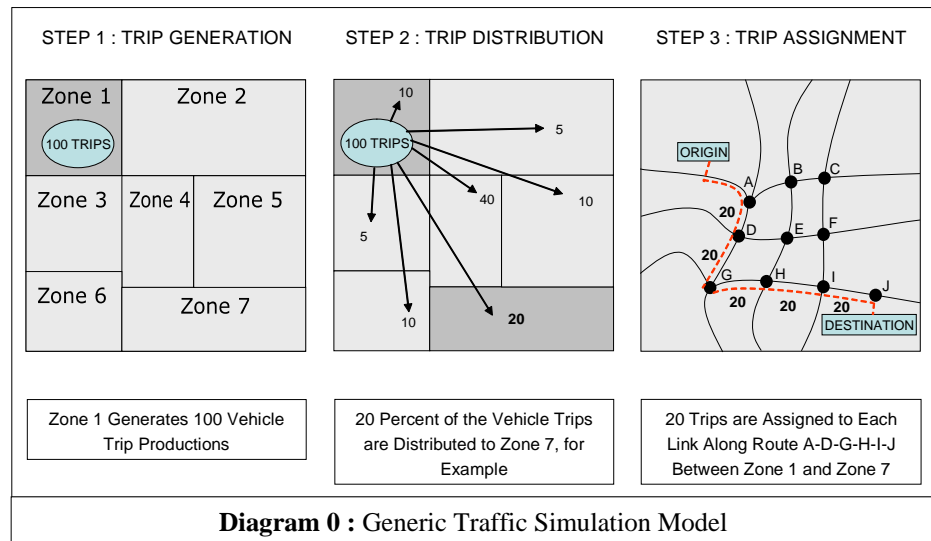 STEP 1 : TRIP GENERATION
Zone 1
Zone 2
100 TRIPS
Zone 3
Zone 4
Zone 5
Zone 6
Zone 7
Zone 1 Generates 100 Vehicle
Trip Productions
STEP 2 : TRIP DISTRIBUTION
10
100 TRIPS
5
40
10
5
10
20
20 Percent of the Vehicle Trips
are Distributed to Zone 7, for
Example
STEP 3 : TRIP ASSIGNMENT
ORIGIN
A
B
C
20
D
E
F
20
G
H
I
J
20
20
20
DESTINATION
20 Trips are Assigned to Each
Link Along Route A-D-G-H-I-J
Between Zone 1 and Zone 7
Diagram 0 : Generic Traffic Simulation Model